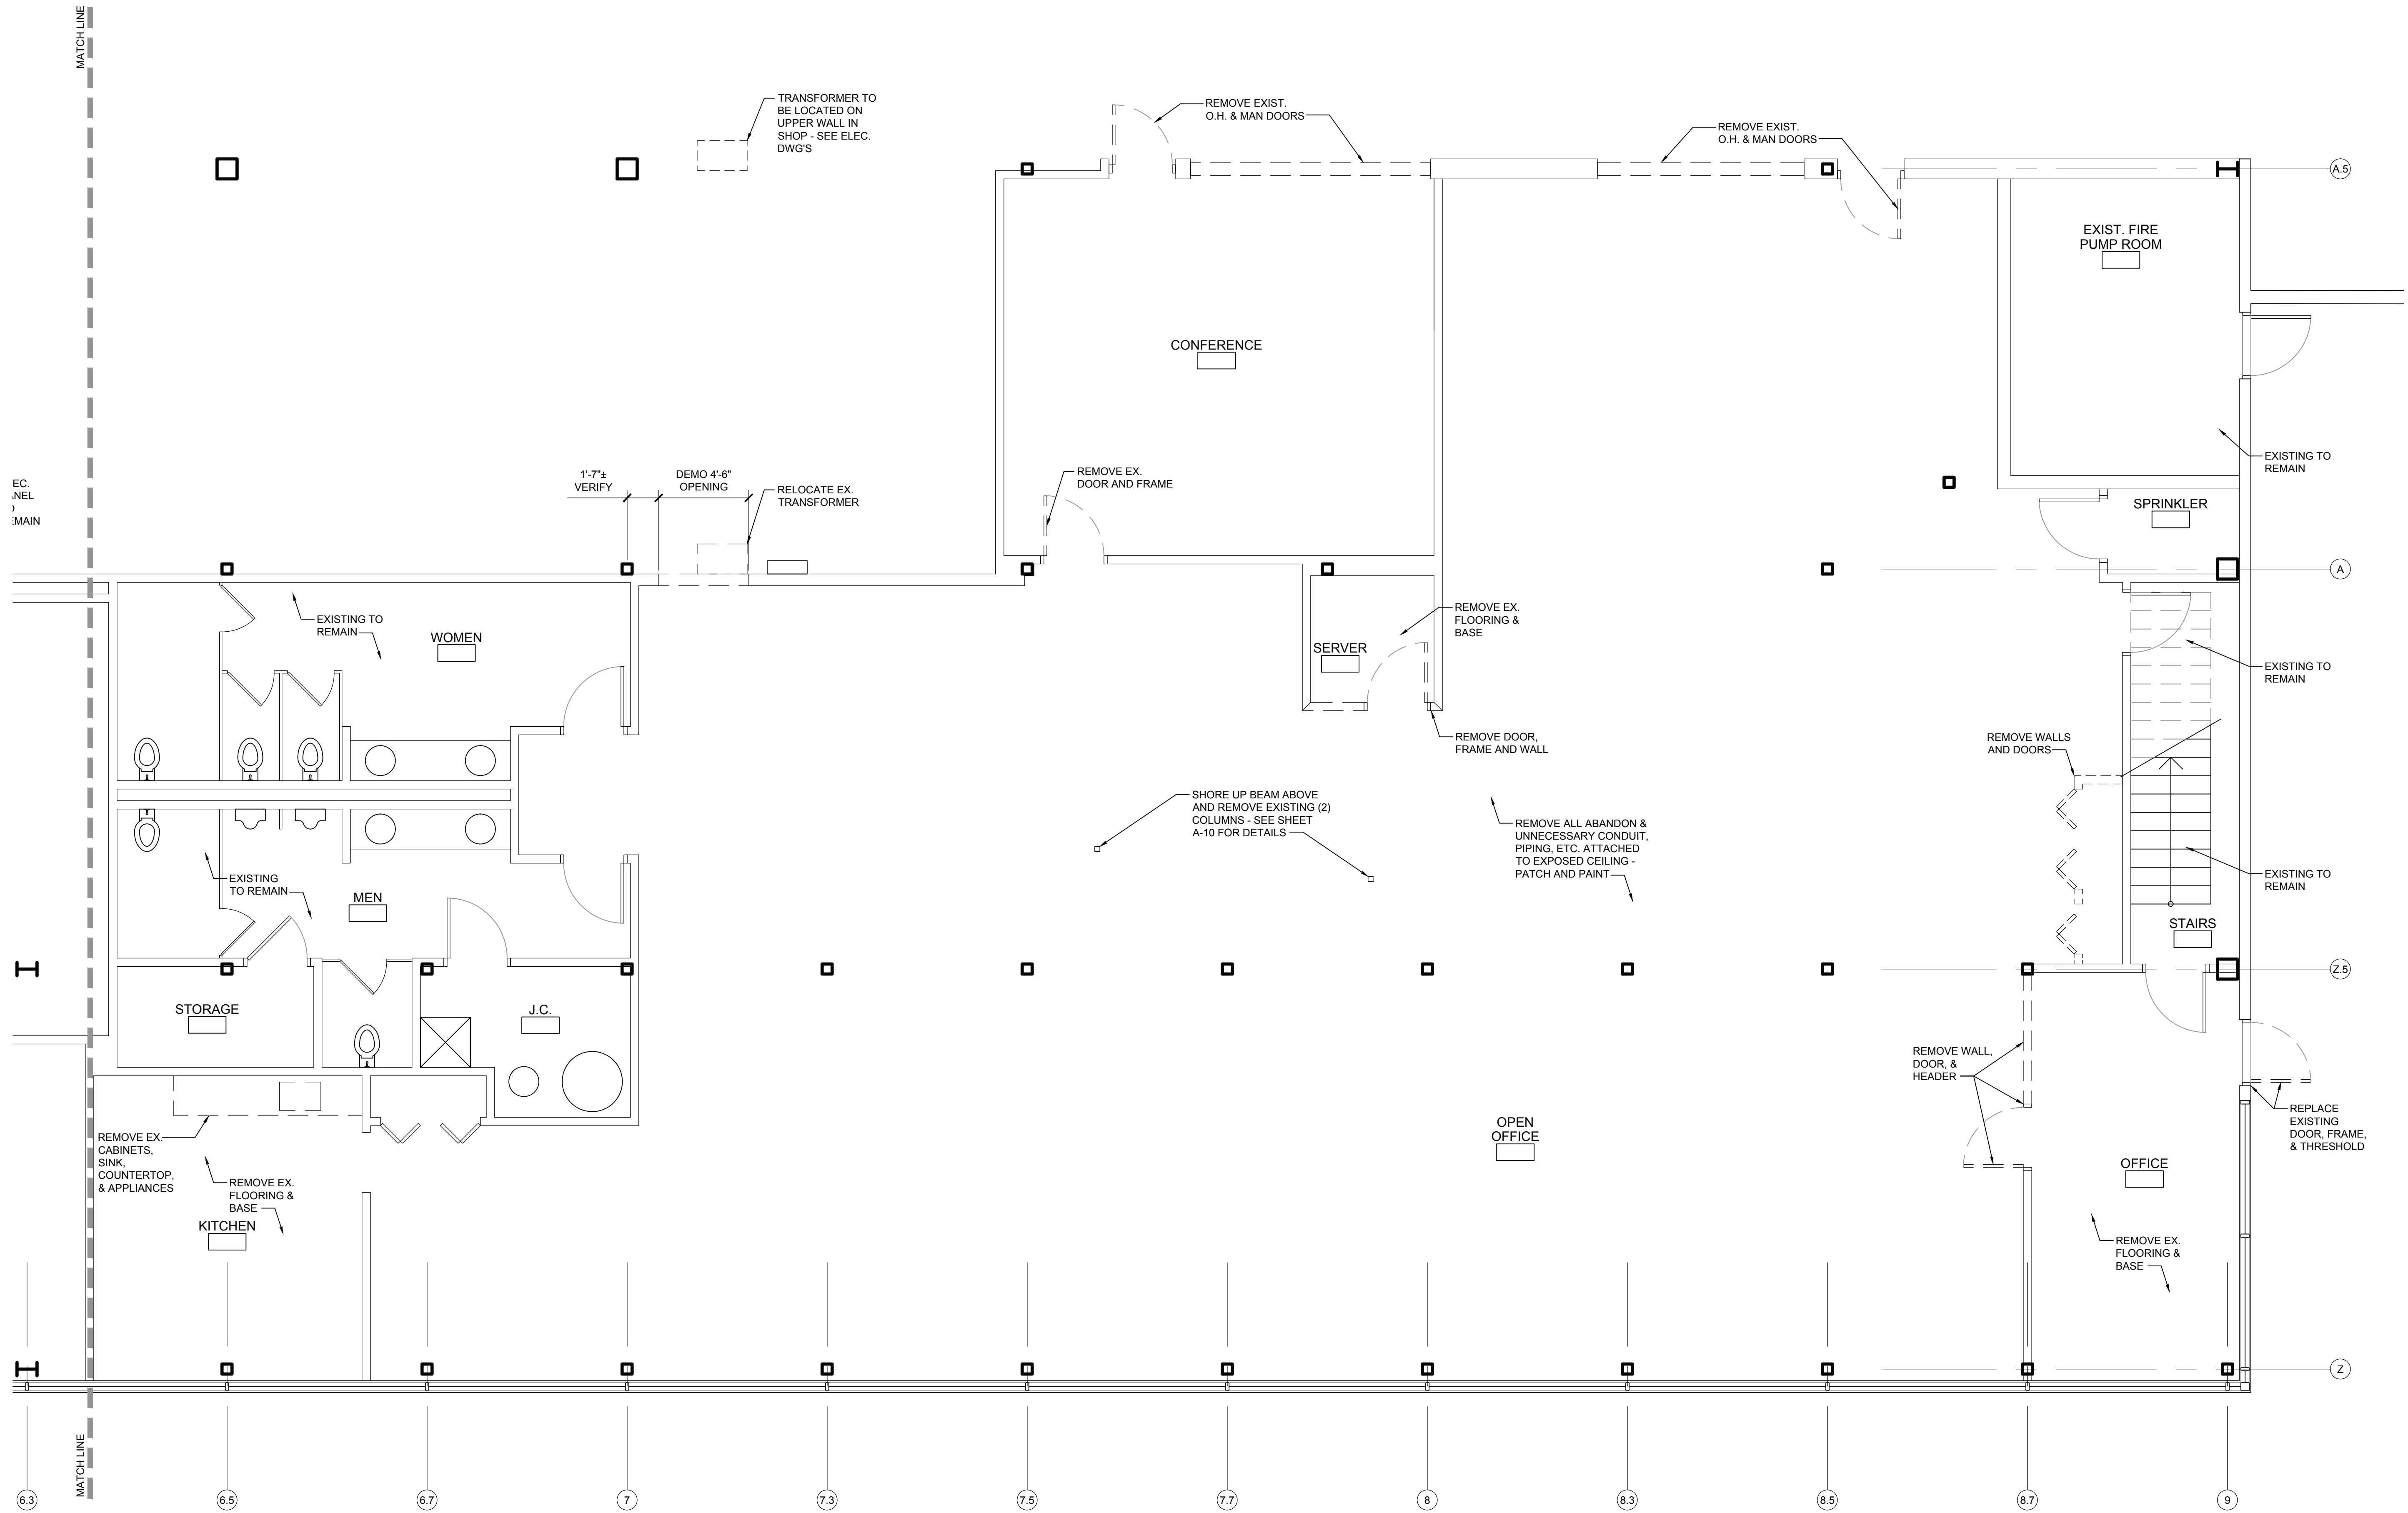 MATCH LINE
TRANSFORMER TO
BE LOCATED ON
UPPER WALL IN
SHOP - SEE ELEC.
DWG'S
REMOVE EXIST.
O.H. & MAN DOORS
REMOVE EXIST.
O.H. & MAN DOORS
A.5
EXIST. FIRE
PUMP ROOM
CONFERENCE
EXISTING TO
REMAIN
1'-7"±
VERIFY
DEMO 4'-6"
OPENING
RELOCATE EX.
TRANSFORMER
REMOVE EX.
DOOR AND FRAME
SPRINKLER
A
EXISTING TO
REMAIN
WOMEN
REMOVE EX.
FLOORING &
BASE
SERVER
EXISTING TO
REMAIN
REMOVE DOOR,
FRAME AND WALL
REMOVE WALLS
AND DOORS
SHORE UP BEAM ABOVE
AND REMOVE EXISTING (2)
COLUMNS - SEE SHEET
A-10 FOR DETAILS
REMOVE ALL ABANDON &
UNNECESSARY CONDUIT,
PIPING, ETC. ATTACHED
TO EXPOSED CEILING -
PATCH AND PAINT
EXISTING
TO REMAIN
MEN
EXISTING TO
REMAIN
STAIRS
Z.5
STORAGE
J.C.
REMOVE WALL,
DOOR, &
HEADER
OPEN
OFFICE
REPLACE
EXISTING
DOOR, FRAME,
& THRESHOLD
REMOVE EX.
CABINETS,
SINK,
COUNTERTOP,
& APPLIANCES
REMOVE EX.
FLOORING &
BASE
KITCHEN
OFFICE
REMOVE EX.
FLOORING &
BASE
Z
MATCH LINE
6.3
6.5
6.7
7
7.3
7.5
7.7
8
8.3
8.5
8.7
9